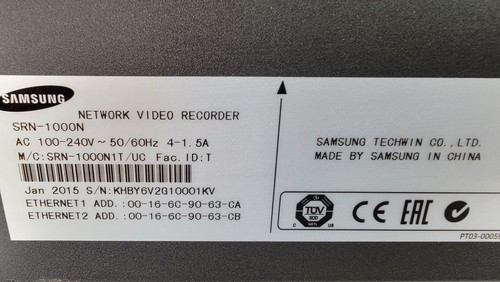 SAMSUNG
NETWORK VIDEO RECORDER
SRN-1000N
AC 100-240V~50/60Hz 4-1.5A
M/C:SRN-1000N1T/UC Fac.ID:T
Jan 2015 S/N:KHBY6V2G10001KV
ETHERNET1 ADD.:00-16-6C-90-63-CA
ETHERNET2 ADD.:00-16-6C-90-63-CB
SAMSUNG TECHWIN CO.,LTD.
MADE BY SAMSUNG IN CHINA
TÜV
C US
CE EAC